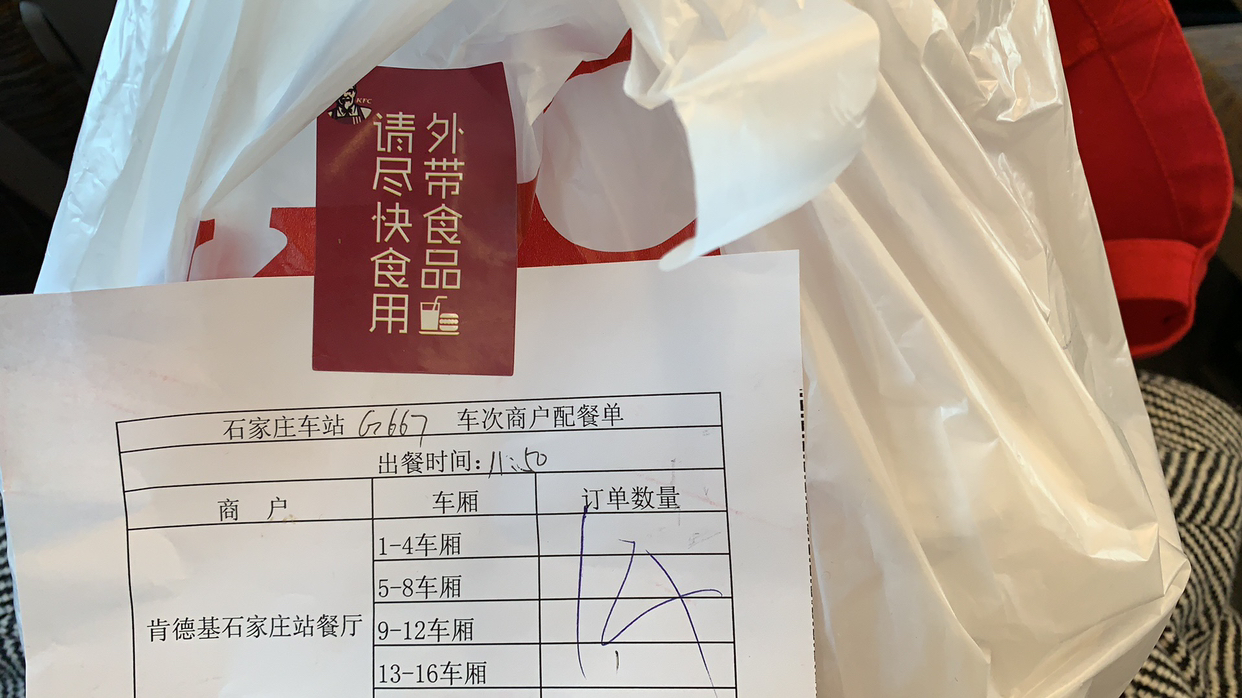 KFC
外带食品
请尽快食用
石家庄车站 G667 车次商户配餐单
出餐时间:11:50
商 户 车厢 订单数量
1-4车厢
5-8车厢
肯德基石家庄站餐厅
9-12车厢
13-16车厢